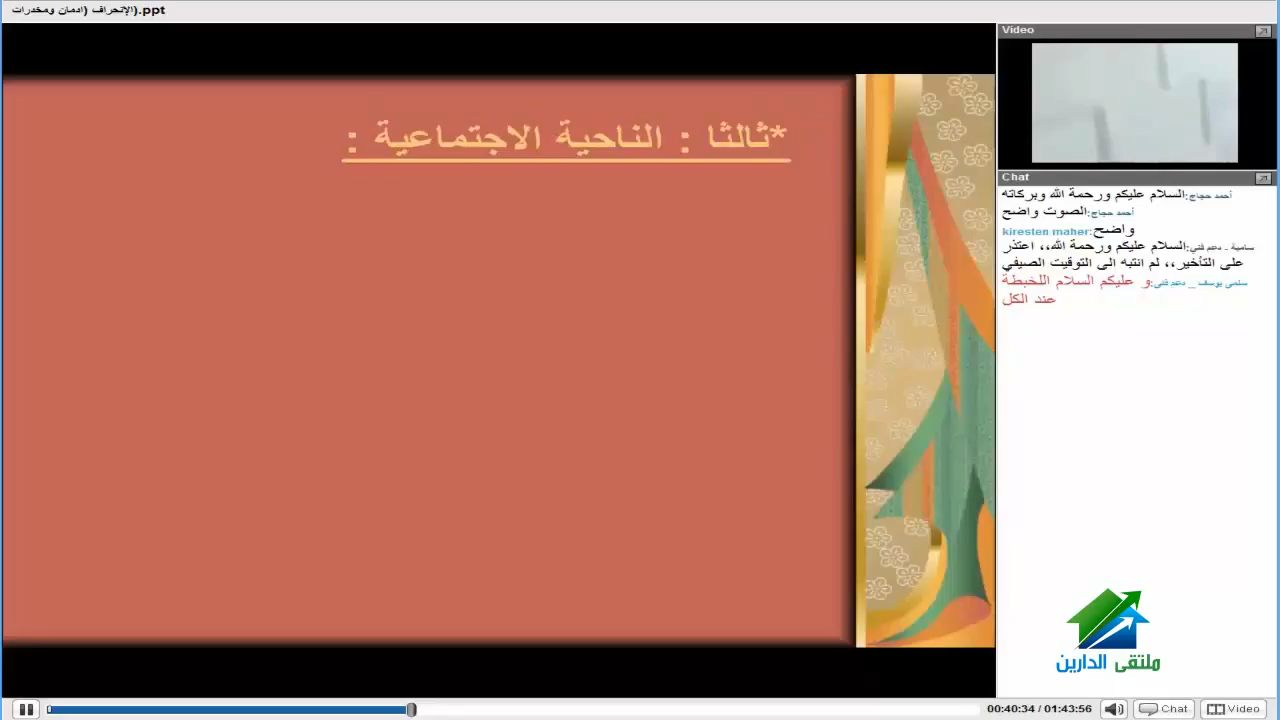 الإنحراف (ادمان ومخدرات).ppt
*ثالثا : الناحية الاجتماعية :
Video
Chat
أحمد حجاج:السلام عليكم ورحمة الله وبركاته
أحمد حجاج:الصوت واضح
kiresten maher:واضح
سامية - دعم فني:السلام عليكم ورحمة الله،، اعتذر
على التأخير،، لم انتبه الى التوقيت الصيفي
سلمى يوسف _ دعم فنى:و عليكم السلام اللخبطة
عند الكل
ملتقى الدارين
00:40:34 / 01:43:56
Chat
Video